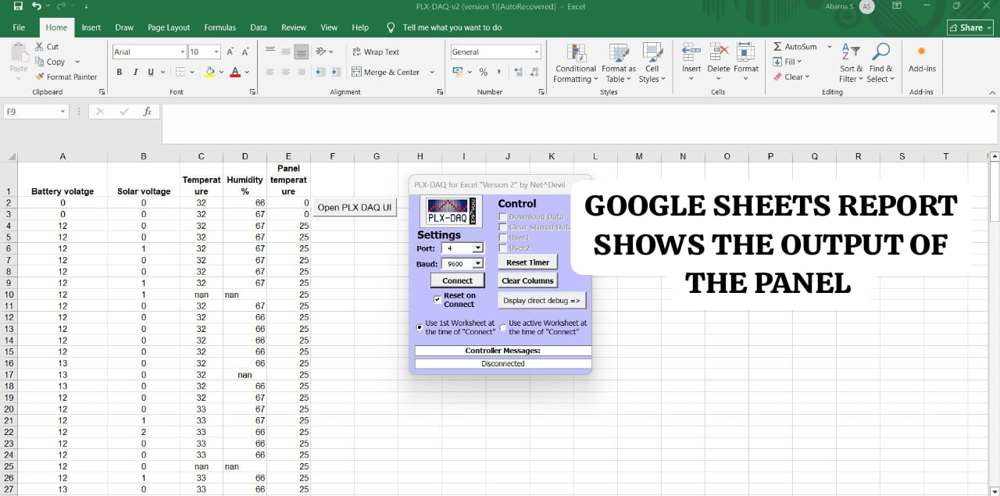 PLX-DAQ-v2 (version 1)[AutoRecovered] - Excel
Abarna S AS
File Home Insert Draw Page Layout Formulas Data Review View Help Tell me what you want to do Share
Paste
Cut
Copy
Format Painter
Clipboard
Arial 10
B I U
Font
Wrap Text
Merge & Center
Alignment
General
Number
Conditional Formatting
Format as Table
Cell Styles
Styles
Insert Delete Format
Cells
AutoSum
Fill
Clear
Sort & Filter
Find & Select
Editing
Add-ins
Add-ins
F9 fx
A B C D E F G H I J K L M N O P Q R S T
1 Battery volatge Solar voltage Temperat ure Humidity % Panel temperat ure
2 0 0 32 66 0
3 0 0 32 67 0
4 12 0 32 67 25
5 12 0 32 67 25
6 12 1 32 67 25
7 12 0 32 67 25
8 12 0 32 67 25
9 12 1 32 67 25
10 12 1 nan nan 25
11 12 0 32 67 25
12 12 0 32 66 25
13 12 0 32 66 25
14 12 0 32 66 25
15 12 0 32 66 25
16 13 0 32 66 25
17 13 0 32 nan 25
18 13 0 32 66 25
19 12 0 32 67 25
20 12 0 33 67 25
21 12 1 33 67 25
22 12 2 33 66 25
23 12 0 33 66 25
24 12 0 33 66 25
25 12 0 nan nan 25
26 12 1 33 66 25
27 13 0 33 66 25
Open PLX DAQ UI
PLX-DAQ for Excel "Version 2" by Net^Devil
PLX-DAQ
PARALLAX
Control
Download Data
Clear Stored Data
User1
User2
Settings
Port: 4
Baud: 9600
Reset Timer
Connect
Clear Columns
Reset on
Connect
Display direct debug =>
Use 1st Worksheet at
the time of "Connect"
Use active Worksheet at
the time of "Connect"
Controller Messages:
Disconnected
GOOGLE SHEETS REPORT
SHOWS THE OUTPUT OF
THE PANEL